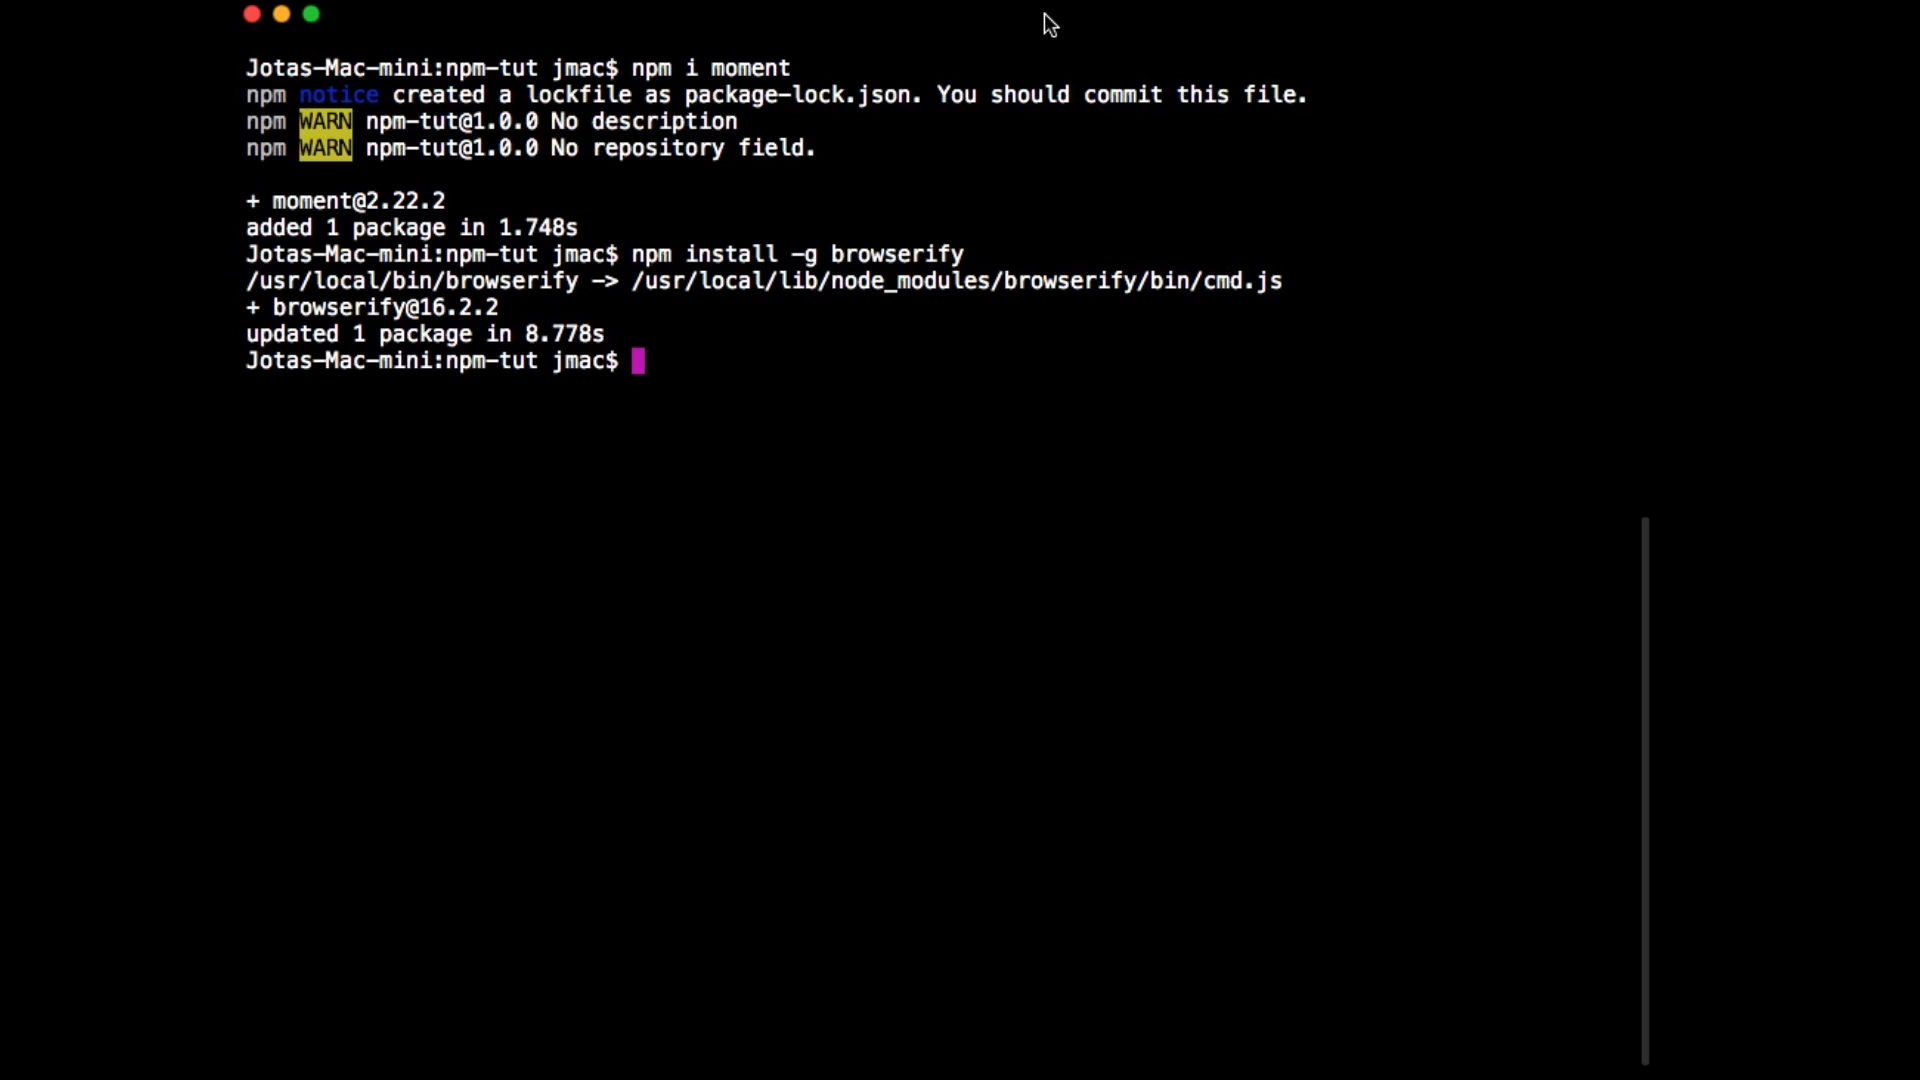 Jotas-Mac-mini:npm-tut jmac$ npm i moment
npm notice created a lockfile as package-lock.json. You should commit this file.
npm WARN npm-tut@1.0.0 No description
npm WARN npm-tut@1.0.0 No repository field.
+ moment@2.22.2
added 1 package in 1.748s
Jotas-Mac-mini:npm-tut jmac$ npm install -g browserify
/usr/local/bin/browserify -> /usr/local/lib/node_modules/browserify/bin/cmd.js
+ browserify@16.2.2
updated 1 package in 8.778s
Jotas-Mac-mini:npm-tut jmac$